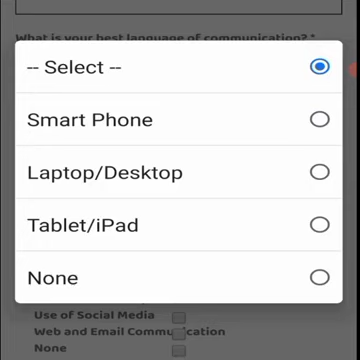 What is your best language of communication? *
-- Select --
Smart Phone
Laptop/Desktop
Tablet/iPad
None
Use of Social Media
Web and Email Communication
None